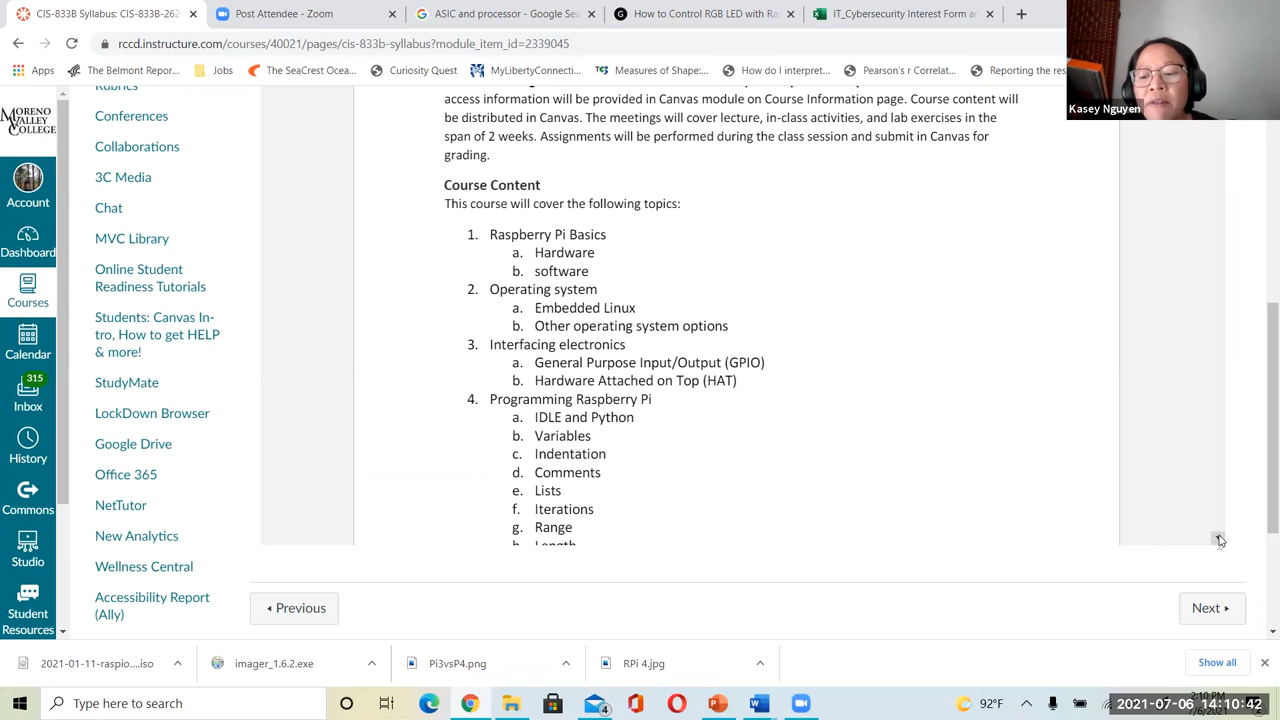 CIS-833B Syllabus: CIS-833B-262
Post Attendee - Zoom
ASIC and processor - Google Sea
How to Control RGB LED with Ra
IT_Cybersecurity Interest Form an
rccd.instructure.com/courses/40021/pages/cis-833b-syllabus?module_item_id=2339045
Apps
The Belmont Repor...
Jobs
The SeaCrest Ocea...
Curiosity Quest
MyLibertyConnecti...
Measures of Shape:...
How do I interpret...
Pearson's r Correlat...
Reporting the res
Kasey Nguyen
MORENO
VALLEY
COLLEGE
Account
Dashboard
Courses
Calendar
315
Inbox
History
Commons
Studio
Student
Resources
Rubrics
Conferences
Collaborations
3C Media
Chat
MVC Library
Online Student
Readiness Tutorials
Students: Canvas In-
tro, How to get HELP
& more!
StudyMate
LockDown Browser
Google Drive
Office 365
NetTutor
New Analytics
Wellness Central
Accessibility Report
(Ally)
access information will be provided in Canvas module on Course Information page. Course content will
be distributed in Canvas. The meetings will cover lecture, in-class activities, and lab exercises in the
span of 2 weeks. Assignments will be performed during the class session and submit in Canvas for
grading.
Course Content
This course will cover the following topics:
1. Raspberry Pi Basics
a. Hardware
b. software
2. Operating system
a. Embedded Linux
b. Other operating system options
3. Interfacing electronics
a. General Purpose Input/Output (GPIO)
b. Hardware Attached on Top (HAT)
4. Programming Raspberry Pi
a. IDLE and Python
b. Variables
c. Indentation
d. Comments
e. Lists
f. Iterations
g. Range
h. Length
Previous
Next
2021-01-11-raspio....iso
imager_1.6.2.exe
Pi3vsP4.png
RPi 4.jpg
Show all
Type here to search
4
92°F
2:10 PM
2021-07-06 14:10:42